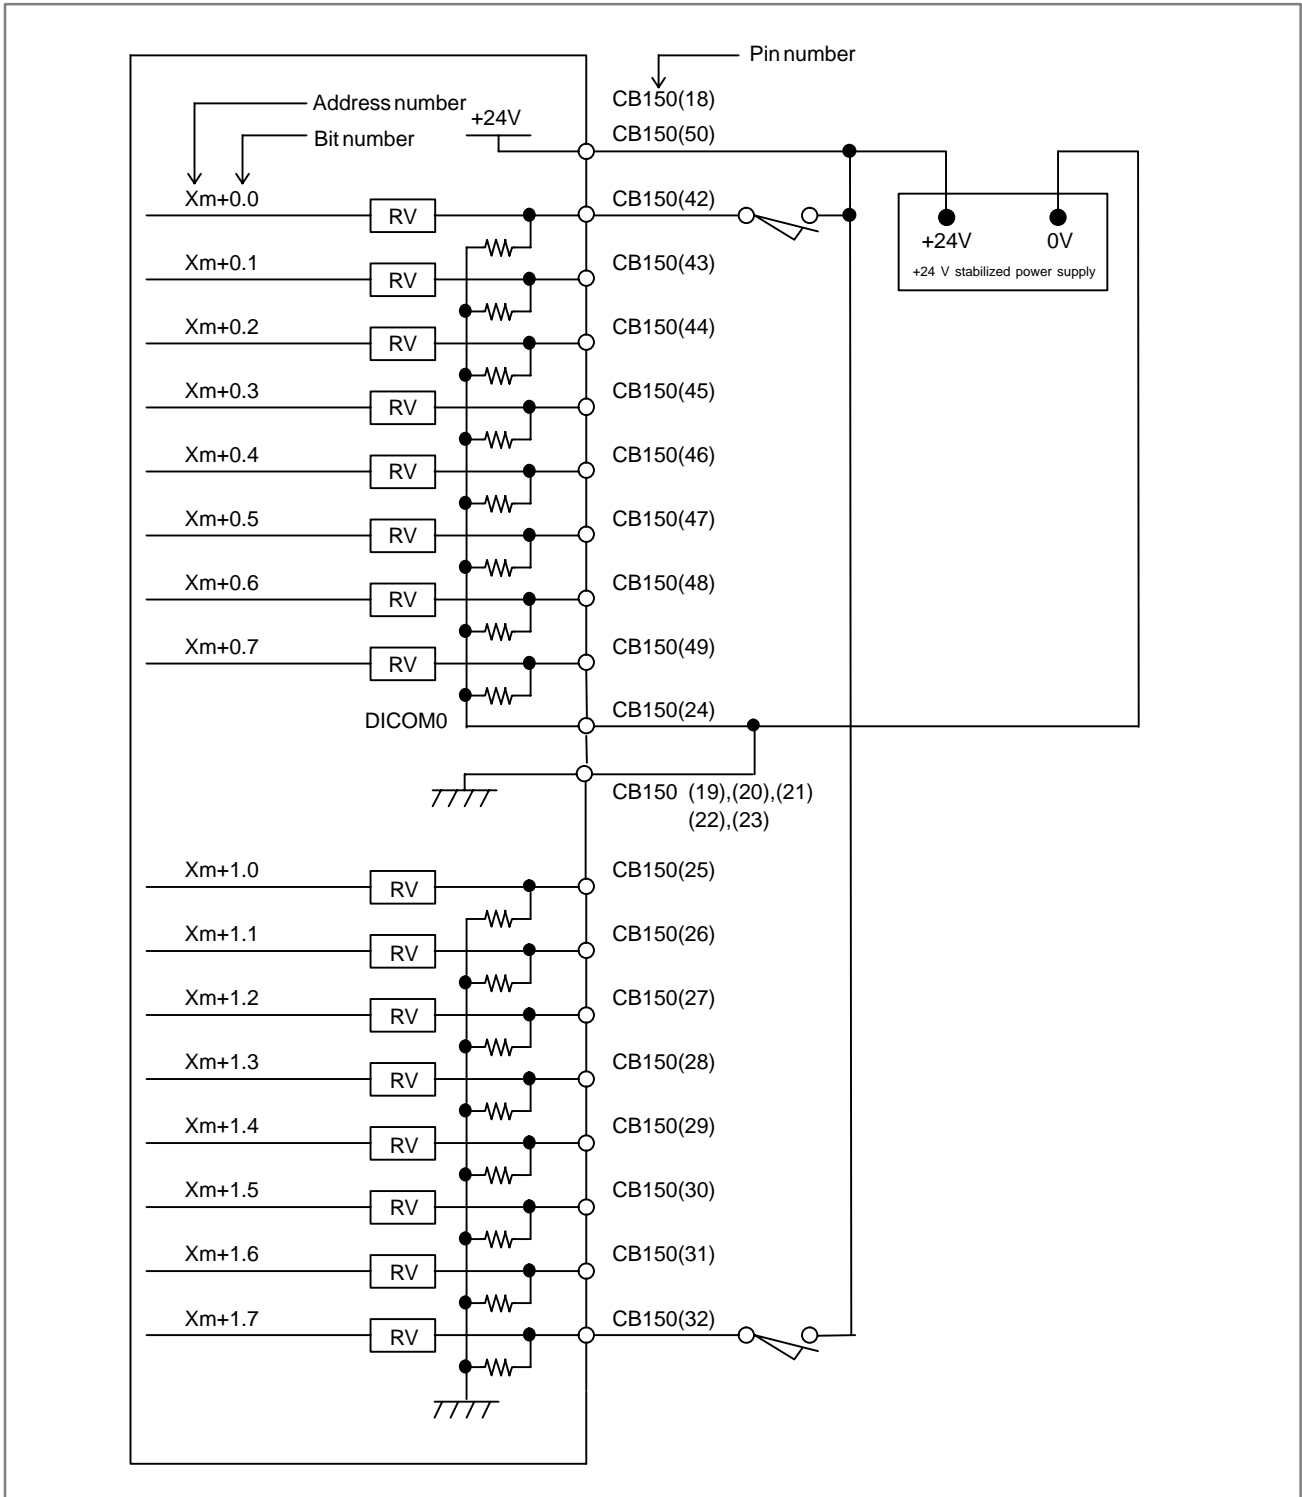 Pin number
CB150(18)
Address number
+24V
CB150(50)
Bit number
Xm+0.0
RV
CB150(42)
+24V
0V
+24 V stabilized power supply
Xm+0.1
RV
CB150(43)
Xm+0.2
RV
CB150(44)
Xm+0.3
RV
CB150(45)
Xm+0.4
RV
CB150(46)
Xm+0.5
RV
CB150(47)
Xm+0.6
RV
CB150(48)
Xm+0.7
RV
CB150(49)
DICOM0
CB150(24)
CB150 (19),(20),(21)
(22),(23)
Xm+1.0
RV
CB150(25)
Xm+1.1
RV
CB150(26)
Xm+1.2
RV
CB150(27)
Xm+1.3
RV
CB150(28)
Xm+1.4
RV
CB150(29)
Xm+1.5
RV
CB150(30)
Xm+1.6
RV
CB150(31)
Xm+1.7
RV
CB150(32)